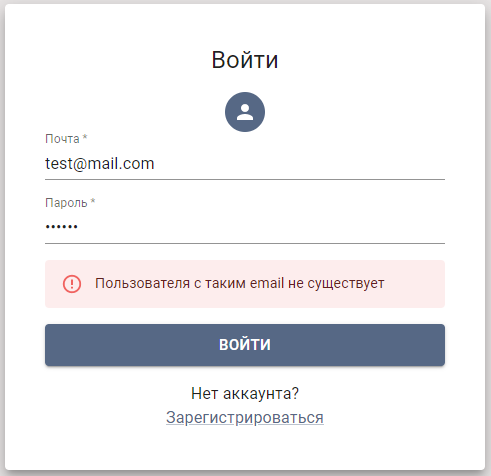 Войти
Почта *
test@mail.com
Пароль *
••••••
Пользователя с таким email не существует
ВОЙТИ
Нет аккаунта?
Зарегистрироваться